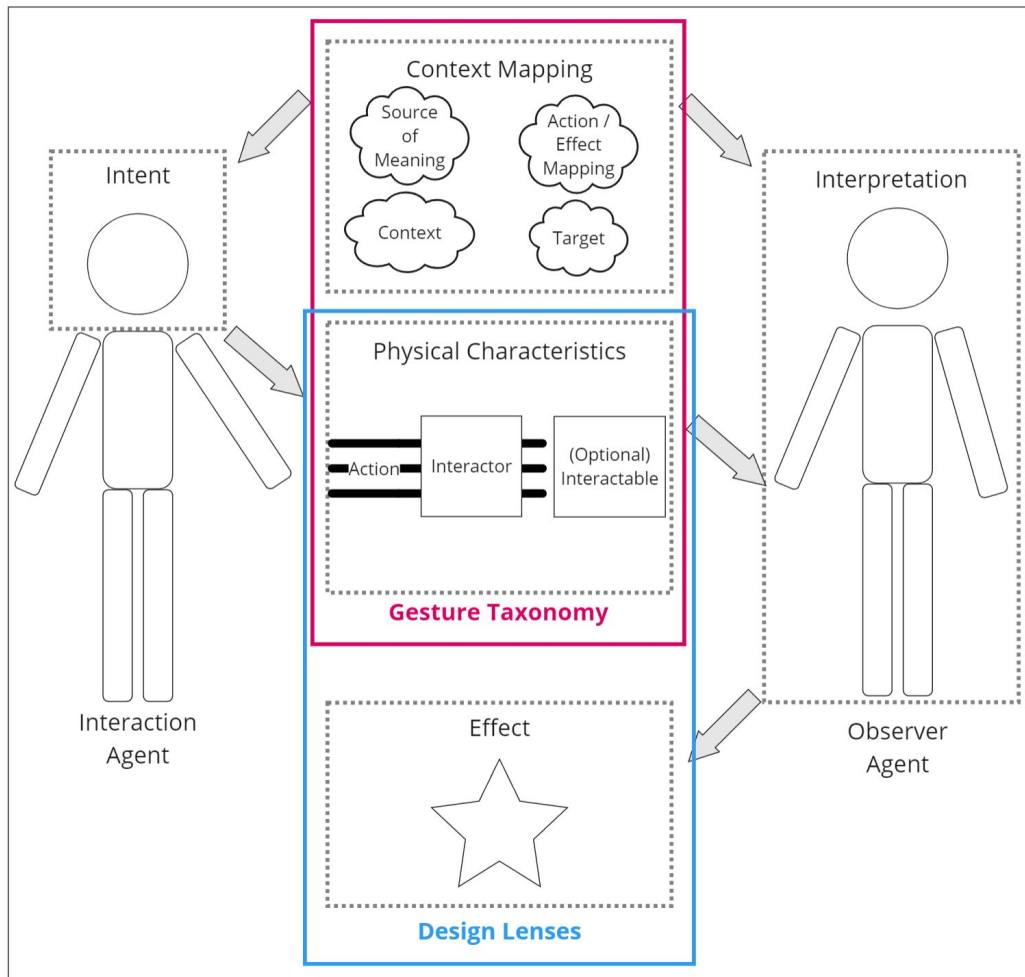 Context Mapping
Source
of
Meaning
Action /
Effect
Mapping
Context
Target
Intent
Interpretation
Physical Characteristics
Action
Interactor
(Optional)
Interactable
Gesture Taxonomy
Interaction
Agent
Observer
Agent
Effect
Design Lenses